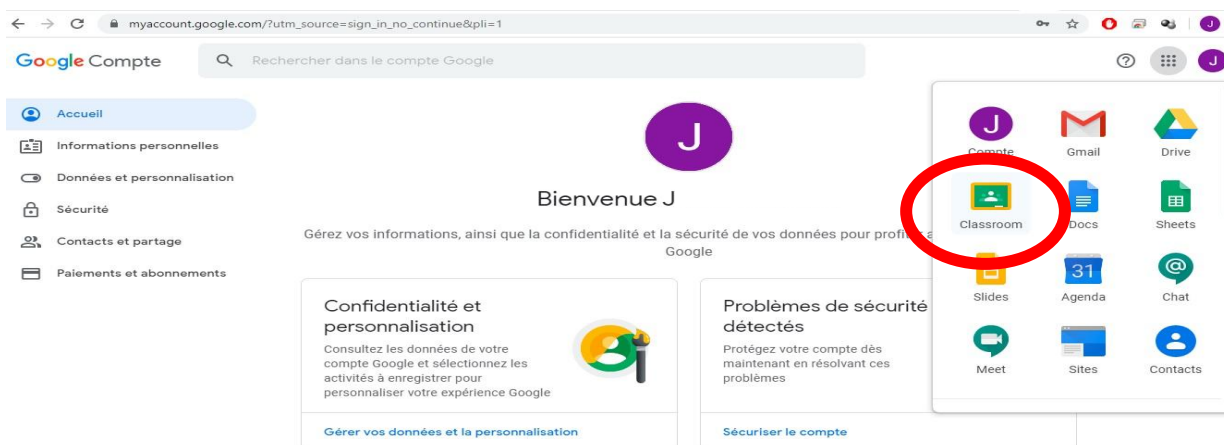 myaccount.google.com/?utm_source=sign_in_no_continue&pli=1
J
Google Compte
Rechercher dans le compte Google
J
Accueil
Informations personnelles
Données et personnalisation
Sécurité
Contacts et partage
Paiements et abonnements
J
Bienvenue J
Gérez vos informations, ainsi que la confidentialité et la sécurité de vos données pour profiter
Google
Confidentialité et
personnalisation
Consultez les données de votre
compte Google et sélectionnez les
activités à enregistrer pour
personnaliser votre expérience Google
Gérer vos données et la personnalisation
Problèmes de sécurité
détectés
Protégez votre compte dès
maintenant en résolvant ces
problèmes
Sécuriser le compte
J
Compte
Gmail
Drive
Classroom
Docs
Sheets
Slides
31
Agenda
@
Chat
Meet
Sites
Contacts